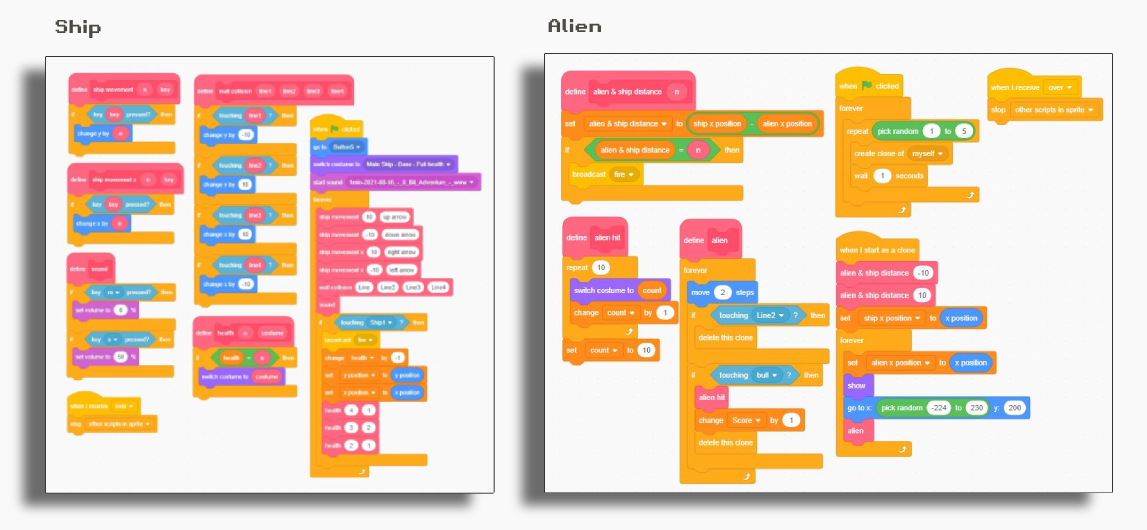 Ship
define ship movement n key
if key key pressed? then
change y by n
define ship movement x n key
if key key pressed? then
change x by n
define sound
if key m pressed? then
set volume to 0 %
if key pressed? then
set volume to 50 %
when I receive over
stop other scripts in sprite
define wall collision line1 line2 line3 line4
if touching line1 ? then
change y by -10
if touching line2 ? then
change y by 10
if touching line3 ? then
change x by 10
if touching line4 ? then
change x by -10
define health n costume
if health = n then
switch costume to costume
when clicked
go to Button5
switch costume to Main Ship - Base - Full health
start sound
forever
ship movement 10 up arrow
ship movement -10 down arrow
ship movement x 10 right arrow
ship movement x -10 left arrow
wall collision Line Line2 Line3 Line4
sound
if touching Ship1 ? then
broadcast fire
change health by -1
set y position to y position
set x position to x position
health 4 1
health 3 2
health 2 1
Alien
define alien & ship distance n
set alien & ship distance to ship x position - alien x position
if alien & ship distance = n then
broadcast fire
define alien hit
repeat 10
switch costume to count
change count by 1
set count to 10
define alien
forever
move 2 steps
if touching Line2 ? then
delete this clone
if touching bull ? then
alien hit
change Score by 1
delete this clone
when clicked
forever
repeat pick random 1 to 5
create clone of myself
wait 1 seconds
when I start as a clone
alien & ship distance -10
alien & ship distance 10
set ship x position to x position
forever
set alien x position to x position
show
go to x: pick random -224 to 230 y: 200
alien
when I receive over
stop other scripts in sprite